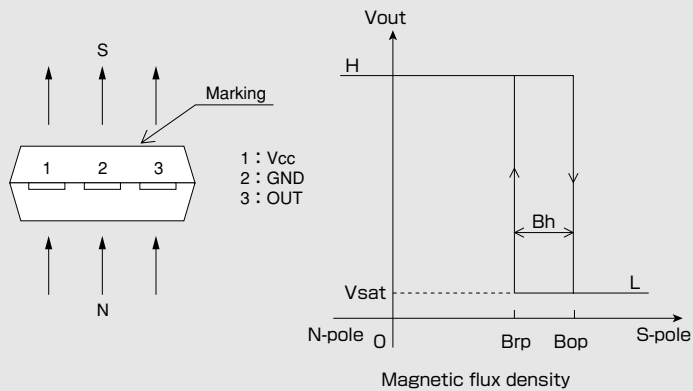 S
Marking
1 2 3
1：Vcc
2：GND
3：OUT
N
Vout
H
Bh
Vsat
L
N-pole O Brp Bop S-pole
Magnetic flux density